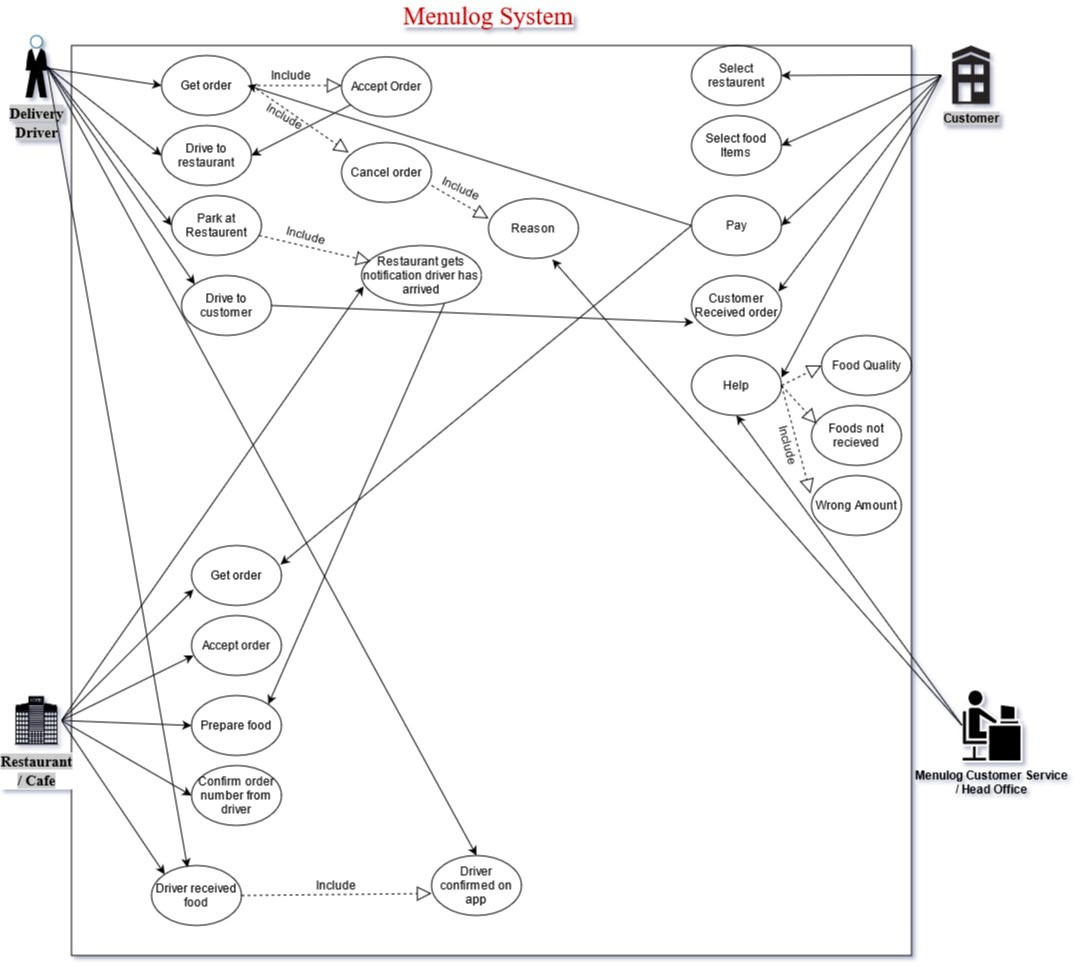 Menulog System
Delivery
Driver
Get order
Include
Accept Order
Include
Drive to
restaurant
Cancel order
Include
Reason
Park at
Restaurent
Include
Restaurant gets
notification driver has
arrived
Drive to
customer
Select
restaurent
Customer
Select food
Items
Pay
Customer
Received order
Help
Food Quality
Foods not
recieved
Include
Wrong Amount
Get order
Accept order
Prepare food
Confirm order
number from
driver
Restaurant
/ Cafe
Menulog Customer Service
/ Head Office
Driver received
food
Include
Driver
confirmed on
app